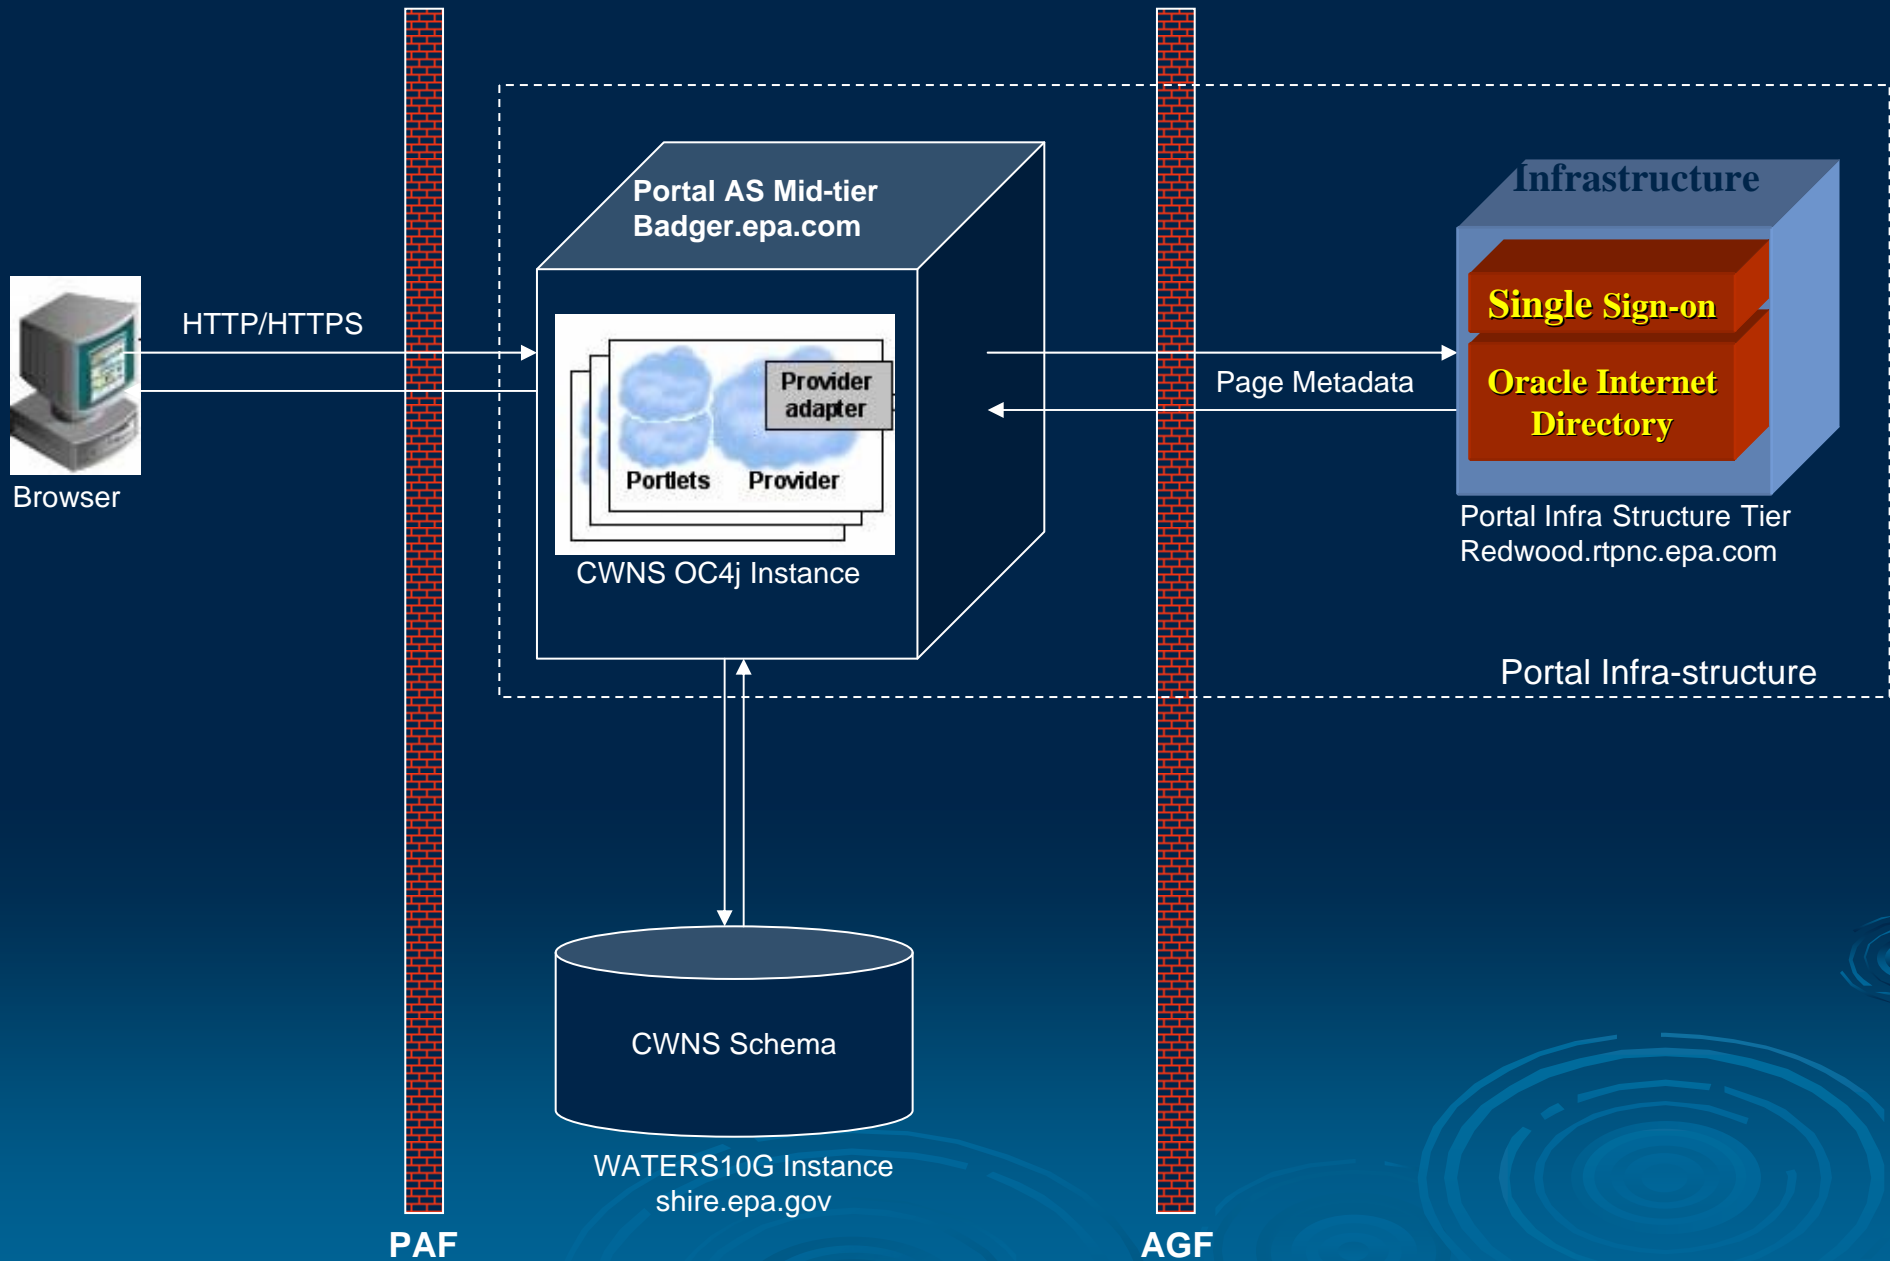 Portal AS Mid-tier
Badger.epa.com
Infrastructure
Single Sign-on
Oracle Internet
Directory
HTTP/HTTPS
Page Metadata
Provider
adapter
Portlets
Provider
CWNS OC4j Instance
Browser
Portal Infra Structure Tier
Redwood.rtpnc.epa.com
Portal Infra-structure
CWNS Schema
WATERS10G Instance
shire.epa.gov
PAF
AGF